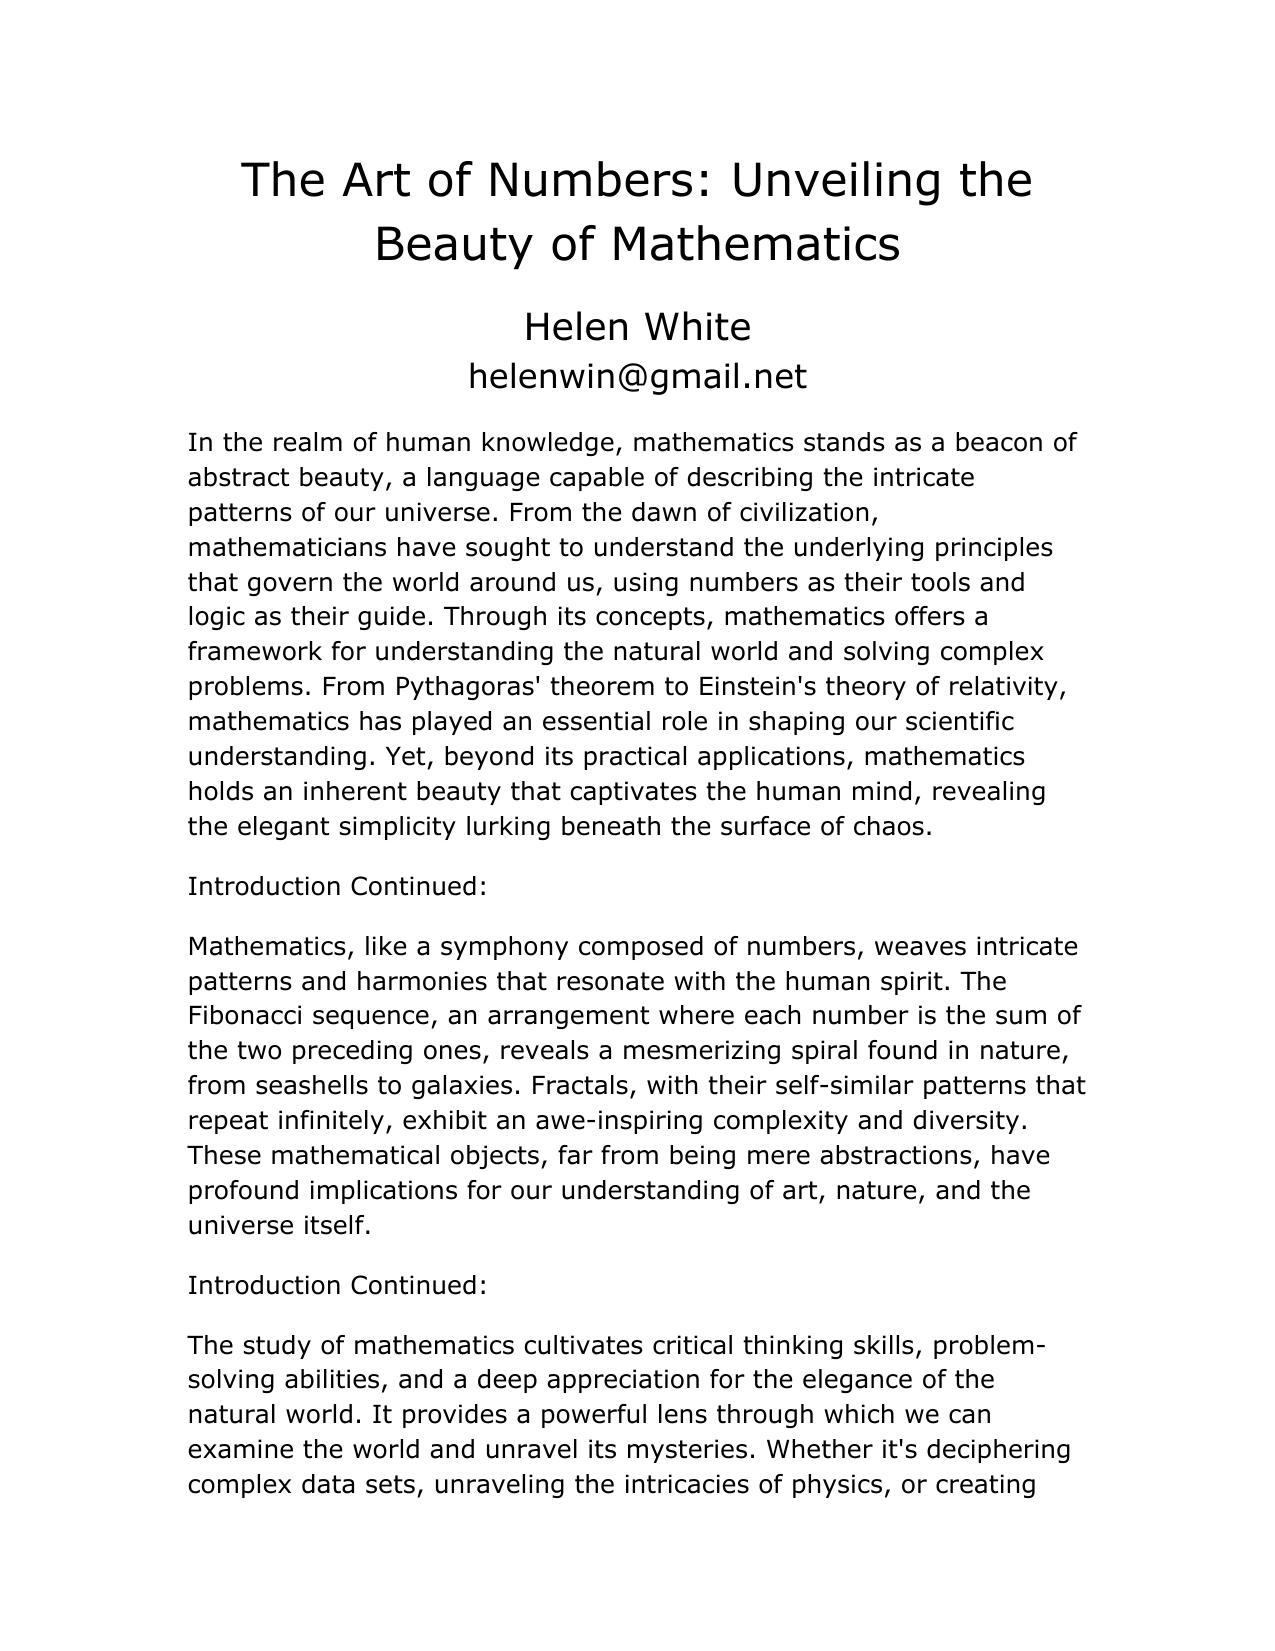 The Art of Numbers: Unveiling the
Beauty of Mathematics
Helen White
helenwin@gmail.net
In the realm of human knowledge, mathematics stands as a beacon of
abstract beauty, a language capable of describing the intricate
patterns of our universe. From the dawn of civilization,
mathematicians have sought to understand the underlying principles
that govern the world around us, using numbers as their tools and
logic as their guide. Through its concepts, mathematics offers a
framework for understanding the natural world and solving complex
problems. From Pythagoras' theorem to Einstein's theory of relativity,
mathematics has played an essential role in shaping our scientific
understanding. Yet, beyond its practical applications, mathematics
holds an inherent beauty that captivates the human mind, revealing
the elegant simplicity lurking beneath the surface of chaos.
Introduction Continued:
Mathematics, like a symphony composed of numbers, weaves intricate
patterns and harmonies that resonate with the human spirit. The
Fibonacci sequence, an arrangement where each number is the sum of
the two preceding ones, reveals a mesmerizing spiral found in nature,
from seashells to galaxies. Fractals, with their self-similar patterns that
repeat infinitely, exhibit an awe-inspiring complexity and diversity.
These mathematical objects, far from being mere abstractions, have
profound implications for our understanding of art, nature, and the
universe itself.
Introduction Continued:
The study of mathematics cultivates critical thinking skills, problem-
solving abilities, and a deep appreciation for the elegance of the
natural world. It provides a powerful lens through which we can
examine the world and unravel its mysteries. Whether it's deciphering
complex data sets, unraveling the intricacies of physics, or creating